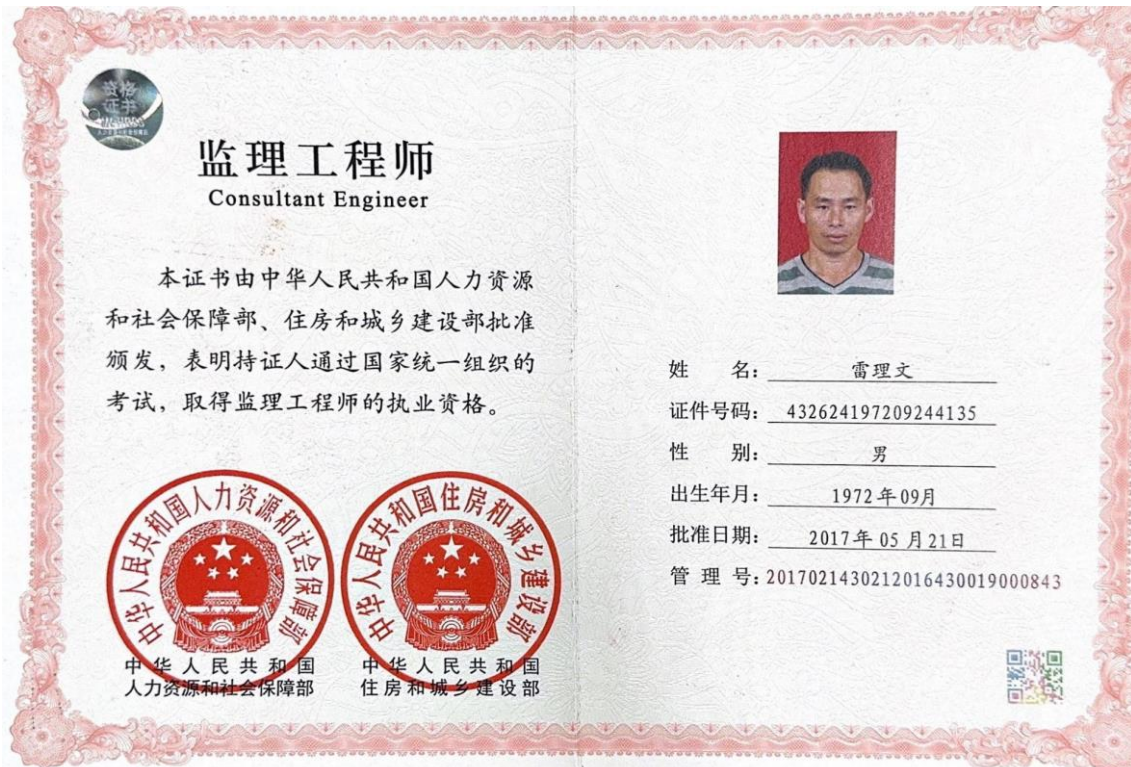 资格
证书
监理工程师
Consultant Engineer
本证书由中华人民共和国人力资源
和社会保障部、住房和城乡建设部批准
颁发，表明持证人通过国家统一组织的
考试，取得监理工程师的执业资格。
中华人民共和国人力资源和社会保障部
中华人民共和国住房和城乡建设部
中华人民共和国
人力资源和社会保障部
中华人民共和国
住房和城乡建设部
姓 名：雷理文
证件号码：432624197209244135
性 别：男
出生年月：1972年09月
批准日期：2017年05月21日
管 理 号：2017021430212016430019000843